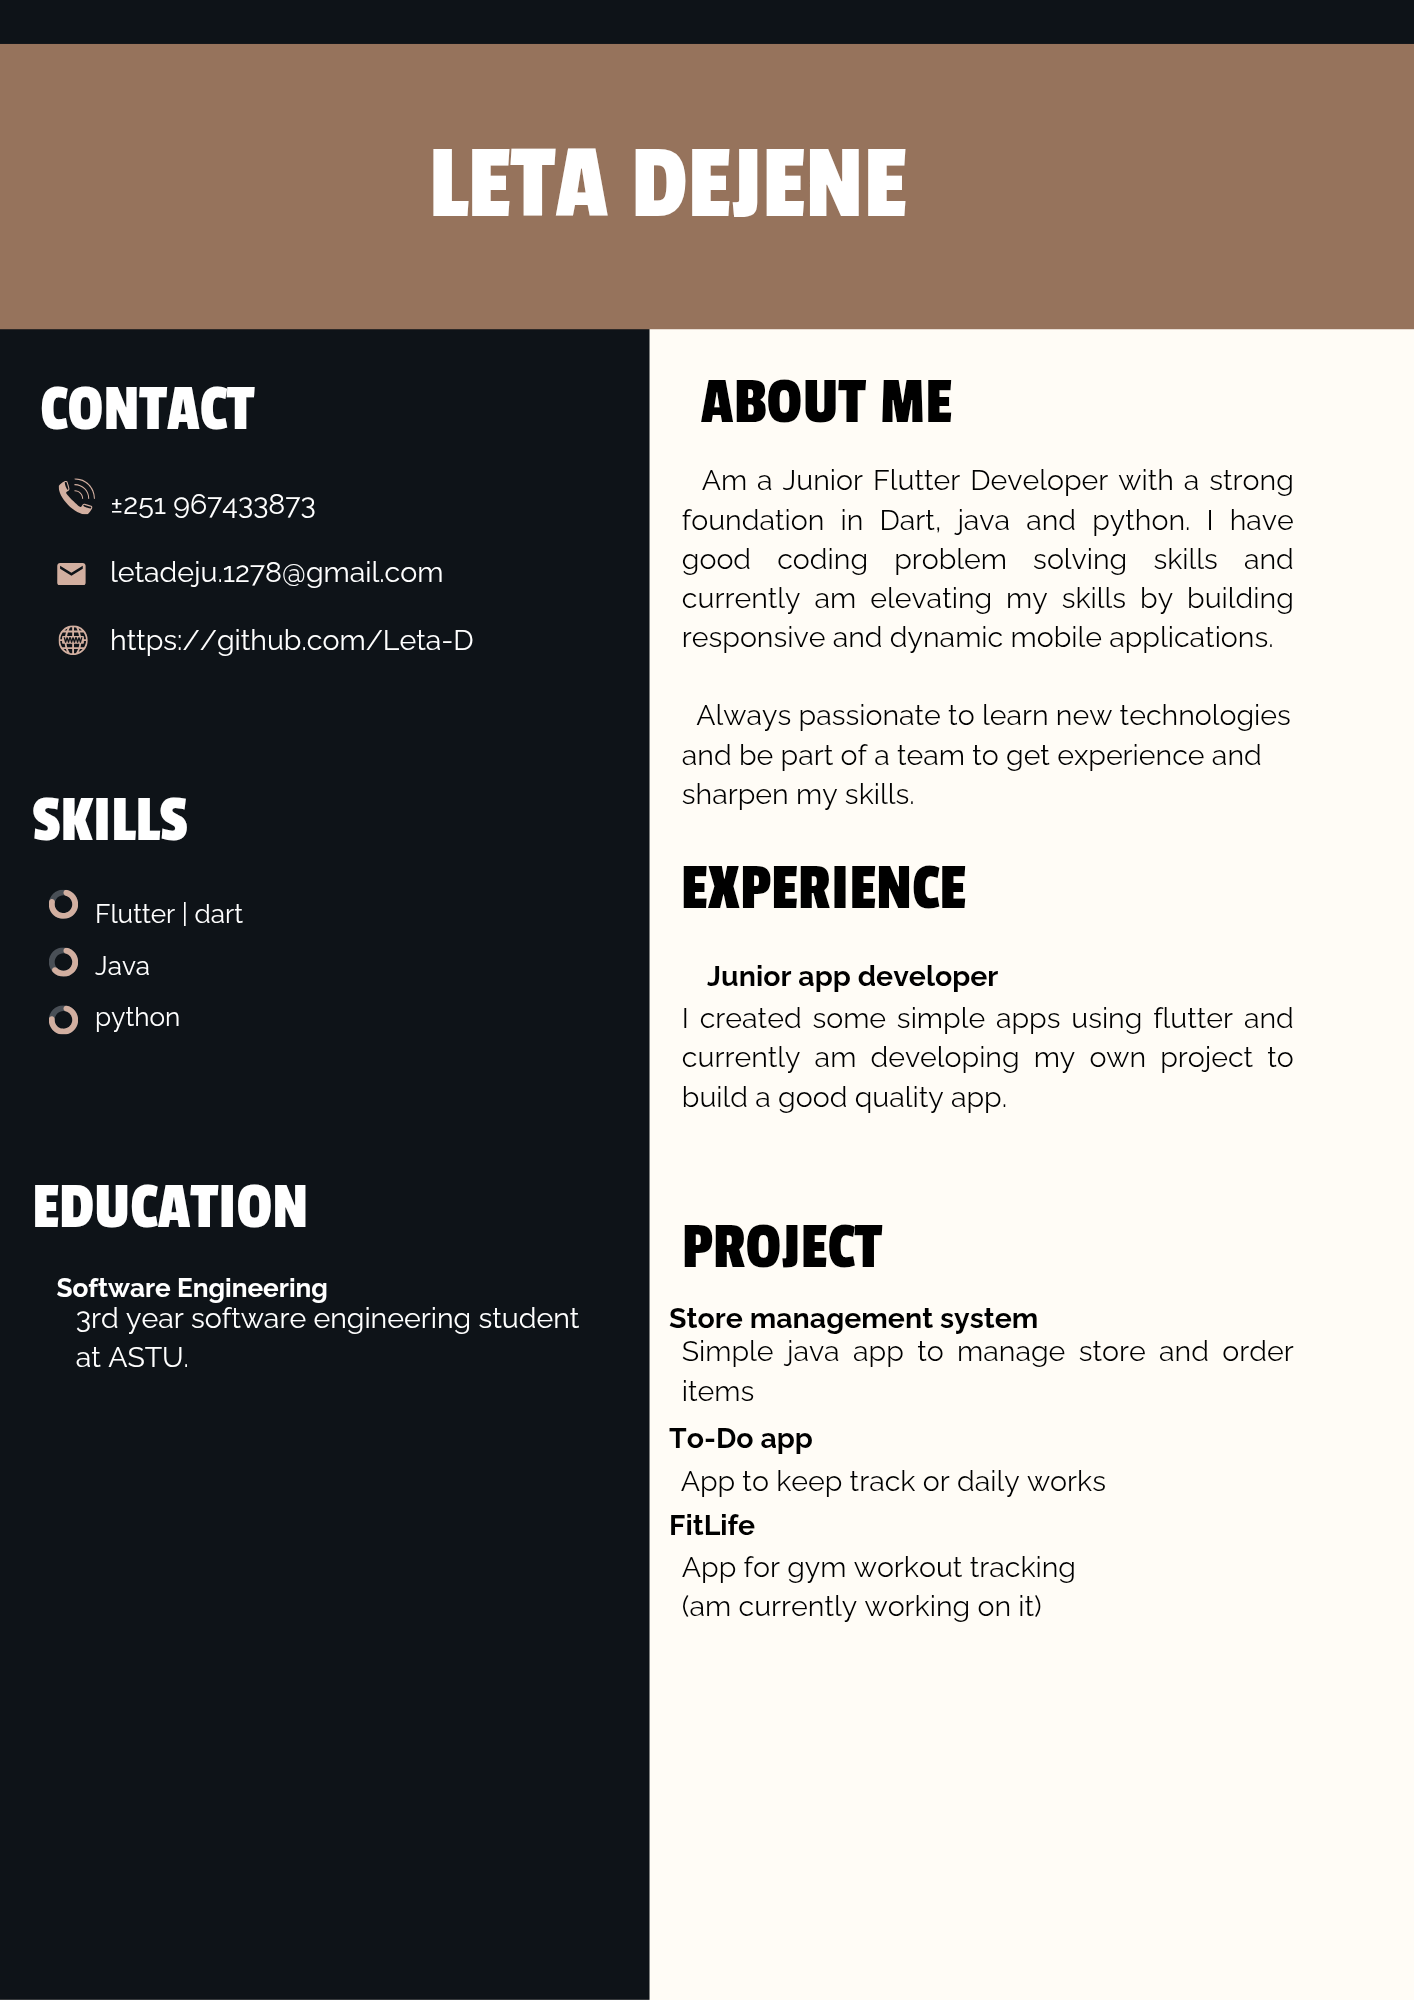 LETA DEJENE
CONTACT
±251 967433873
letadeju.1278@gmail.com
https://github.com/Leta-D
SKILLS
Flutter | dart
Java
python
EDUCATION
Software Engineering
3rd year software engineering student
at ASTU.
ABOUT ME
Am a Junior Flutter Developer with a strong
foundation in Dart, java and python. I have
good coding problem solving skills and
currently am elevating my skills by building
responsive and dynamic mobile applications.
Always passionate to learn new technologies
and be part of a team to get experience and
sharpen my skills.
EXPERIENCE
Junior app developer
I created some simple apps using flutter and
currently am developing my own project to
build a good quality app.
PROJECT
Store management system
Simple java app to manage store and order
items
To-Do app
App to keep track or daily works
FitLife
App for gym workout tracking
(am currently working on it)